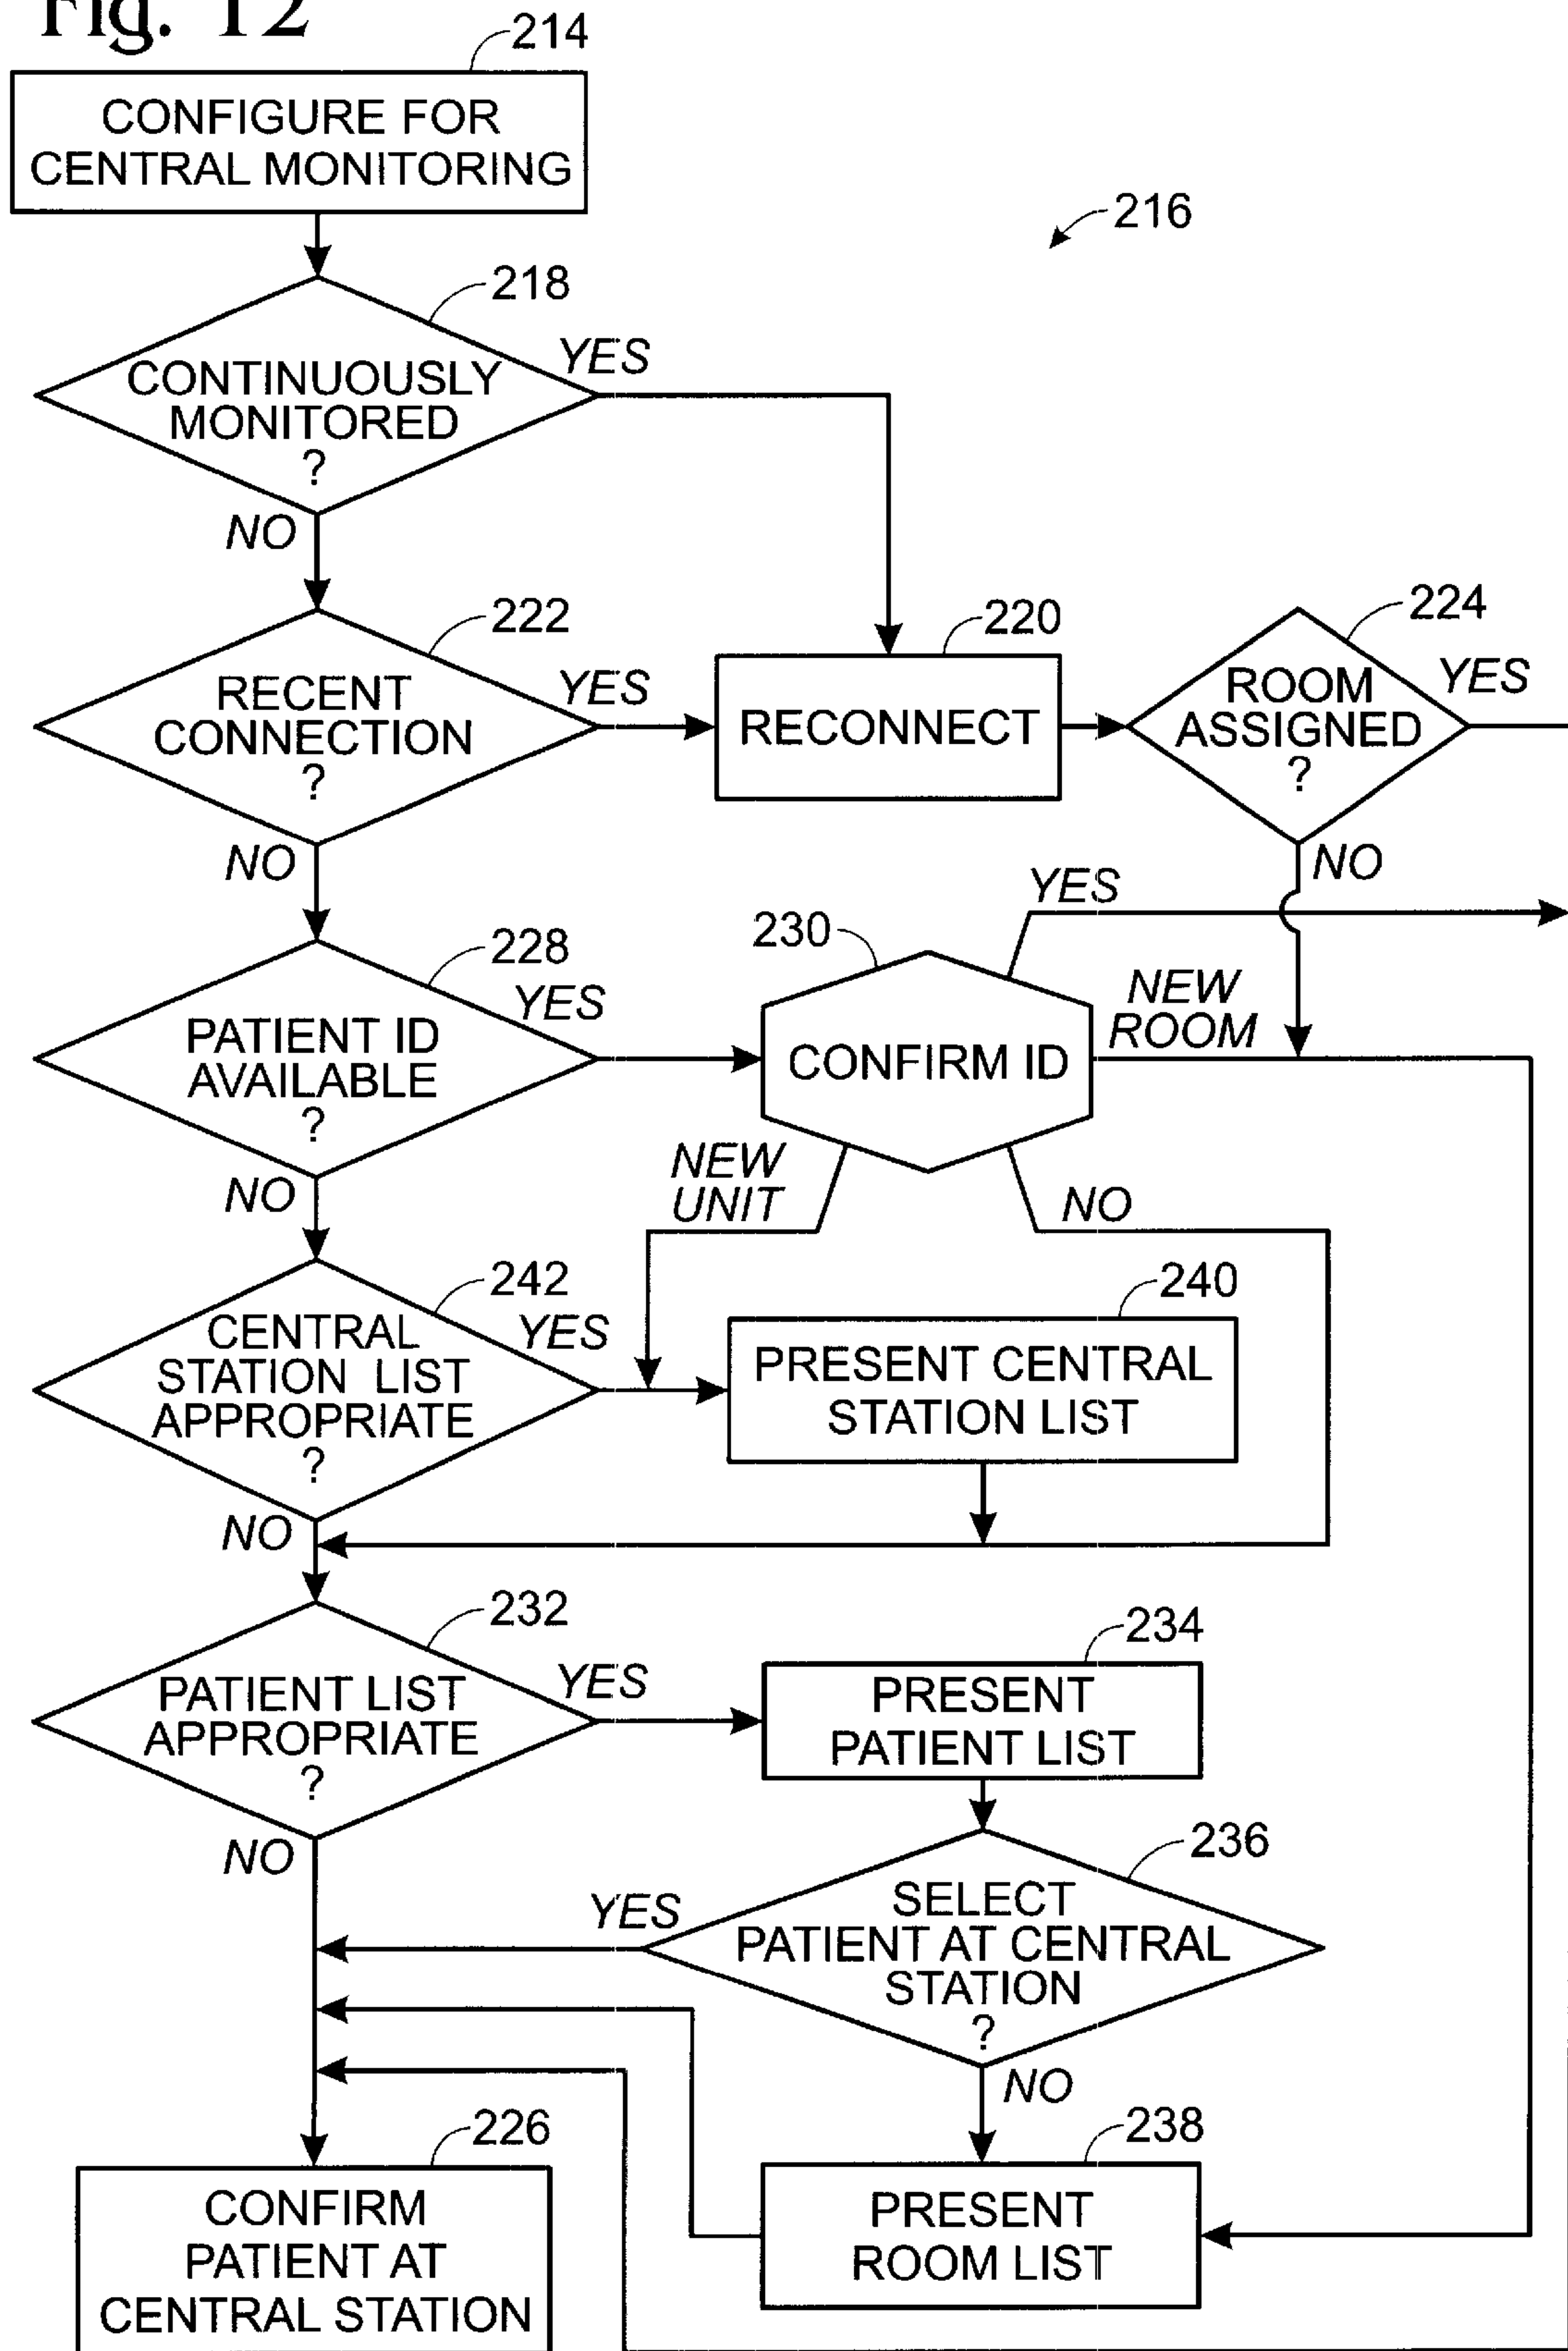 Fig. 12
214
CONFIGURE FOR
CENTRAL MONITORING
216
218
CONTINUOUSLY
MONITORED
?
YES
NO
222
RECENT
CONNECTION
?
YES
NO
220
RECONNECT
224
ROOM
ASSIGNED
?
YES
NO
228
PATIENT ID
AVAILABLE
?
YES
NO
230
CONFIRM ID
YES
NEW
ROOM
NEW
UNIT
NO
242
CENTRAL
STATION LIST
APPROPRIATE
?
YES
NO
240
PRESENT CENTRAL
STATION LIST
232
PATIENT LIST
APPROPRIATE
?
YES
NO
234
PRESENT
PATIENT LIST
236
SELECT
PATIENT AT CENTRAL
STATION
?
YES
NO
238
PRESENT
ROOM LIST
226
CONFIRM
PATIENT AT
CENTRAL STATION